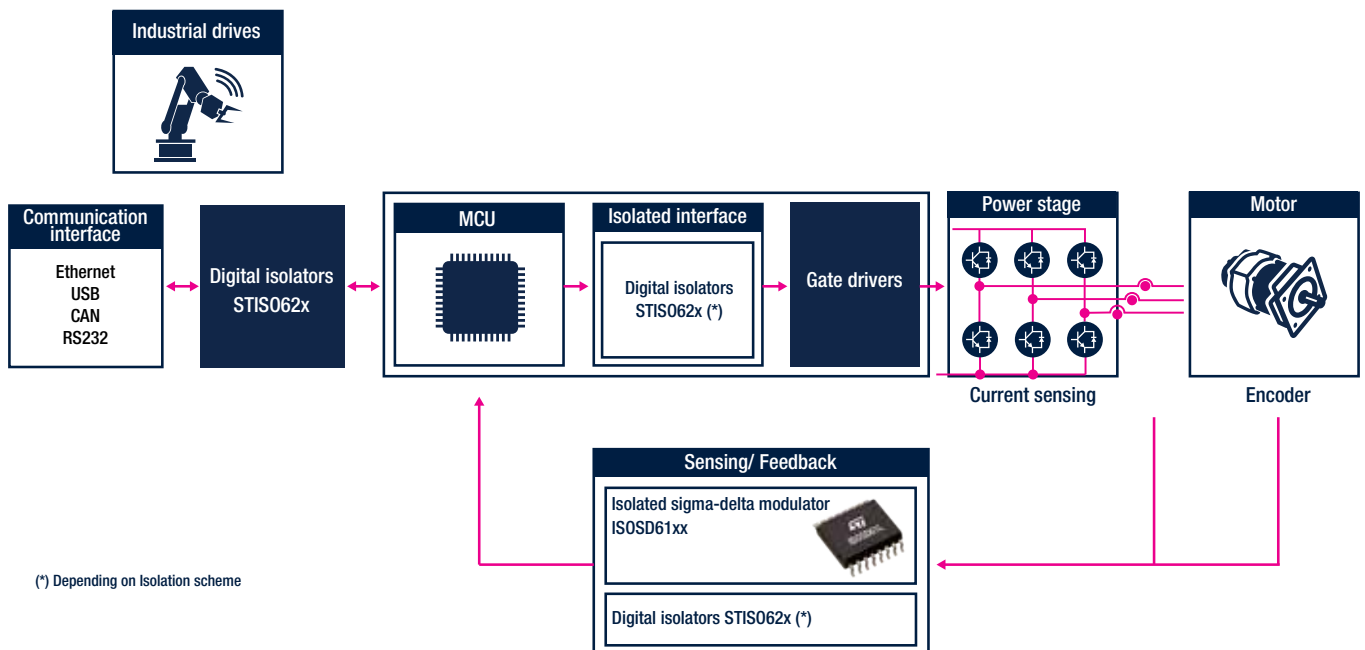 Industrial drives
Communication
interface
Ethernet
USB
CAN
RS232
Digital isolators
STISO62x
MCU
Isolated interface
Digital isolators
STISO62x (*)
Gate drivers
Power stage
Current sensing
Motor
Encoder
Sensing/ Feedback
Isolated sigma-delta modulator
ISOSD61xx
Digital isolators STISO62x (*)
(*) Depending on Isolation scheme